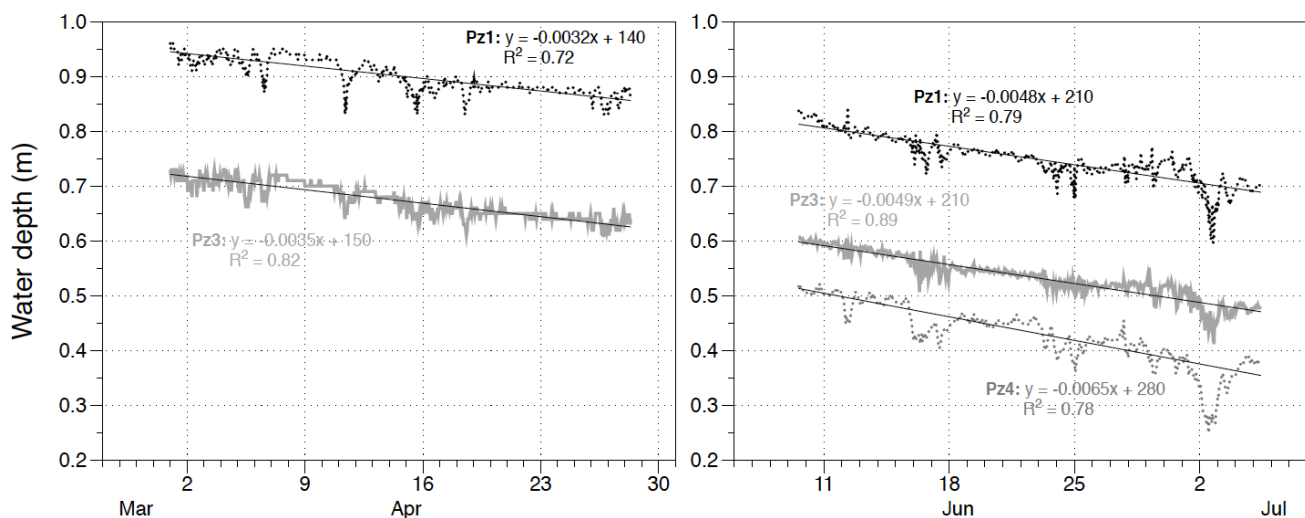 Water depth (m)
1.0
0.9
0.8
0.7
0.6
0.5
0.4
0.3
0.2
Pz1: y = -0.0032x + 140
R² = 0.72
Pz3: y = -0.0035x + 150
R² = 0.82
2 9 16 23 30
Mar Apr
1.0
0.9
0.8
0.7
0.6
0.5
0.4
0.3
0.2
Pz1: y = -0.0048x + 210
R² = 0.79
Pz3: y = -0.0049x + 210
R² = 0.89
Pz4: y = -0.0065x + 280
R² = 0.78
11 18 25 2
Jun Jul